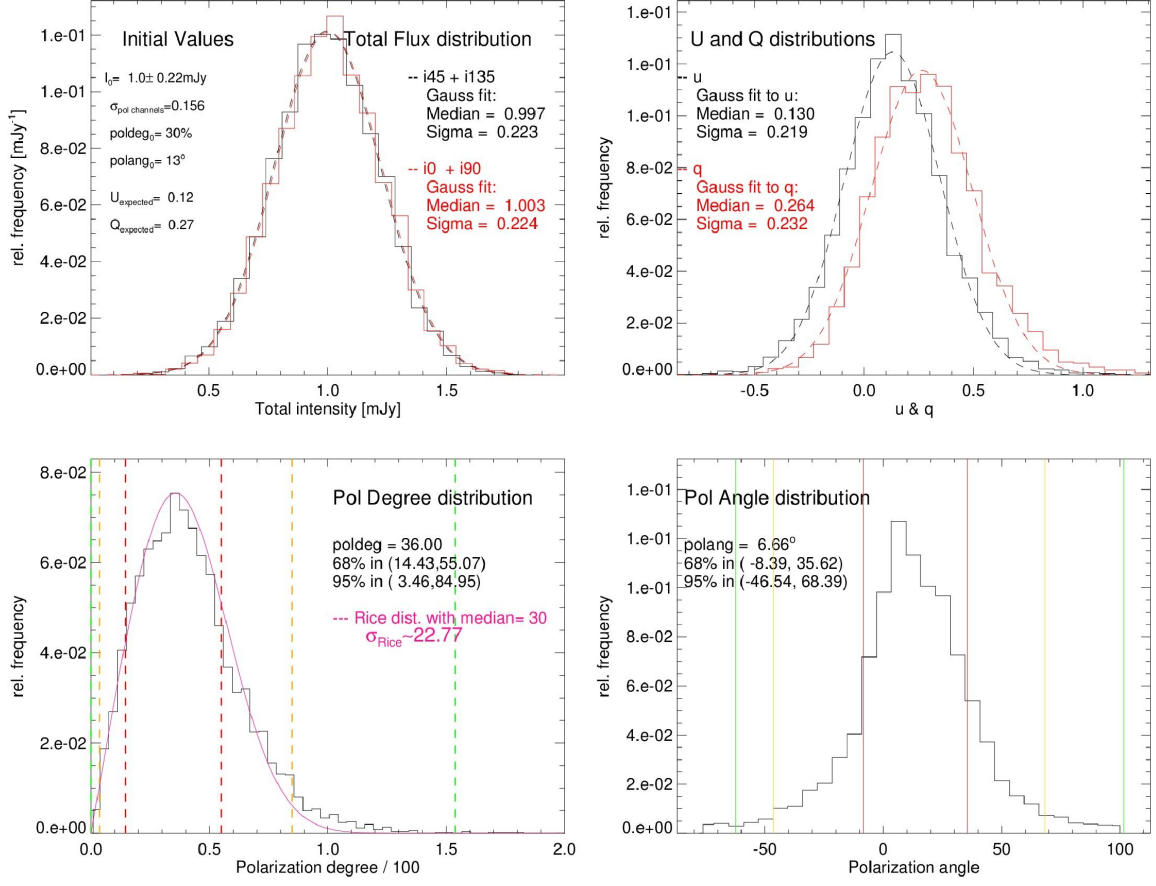 Initial Values
I0= 1.0± 0.22mJy
σpol channels=0.156
poldeg0= 30%
polang0= 13°
Uexpected= 0.12
Qexpected= 0.27
Total Flux distribution
-- i45 + i135
Gauss fit:
Median = 0.997
Sigma = 0.223
-- i0 + i90
Gauss fit:
Median = 1.003
Sigma = 0.224
rel. frequency [mJy⁻¹]
1.e-01
1.e-01
8.e-02
6.e-02
4.e-02
2.e-02
0.e+00
0.5 1.0 1.5
Total intensity [mJy]
U and Q distributions
-- u
Gauss fit to u:
Median = 0.130
Sigma = 0.219
-- q
Gauss fit to q:
Median = 0.264
Sigma = 0.232
rel. frequency
1.e-01
1.e-01
1.e-01
8.e-02
6.e-02
4.e-02
2.e-02
0.e+00
-0.5 0.0 0.5 1.0
u & q
Pol Degree distribution
poldeg = 36.00
68% in (14.43,55.07)
95% in ( 3.46,84.95)
--- Rice dist. with median= 30
σRice~22.77
rel. frequency
8.e-02
6.e-02
4.e-02
2.e-02
0.e+00
0.0 0.5 1.0 1.5 2.0
Polarization degree / 100
Pol Angle distribution
polang = 6.66°
68% in ( -8.39, 35.62)
95% in (-46.54, 68.39)
rel. frequency
1.e-01
1.e-01
1.e-01
8.e-02
6.e-02
4.e-02
2.e-02
0.e+00
-50 0 50 100
Polarization angle